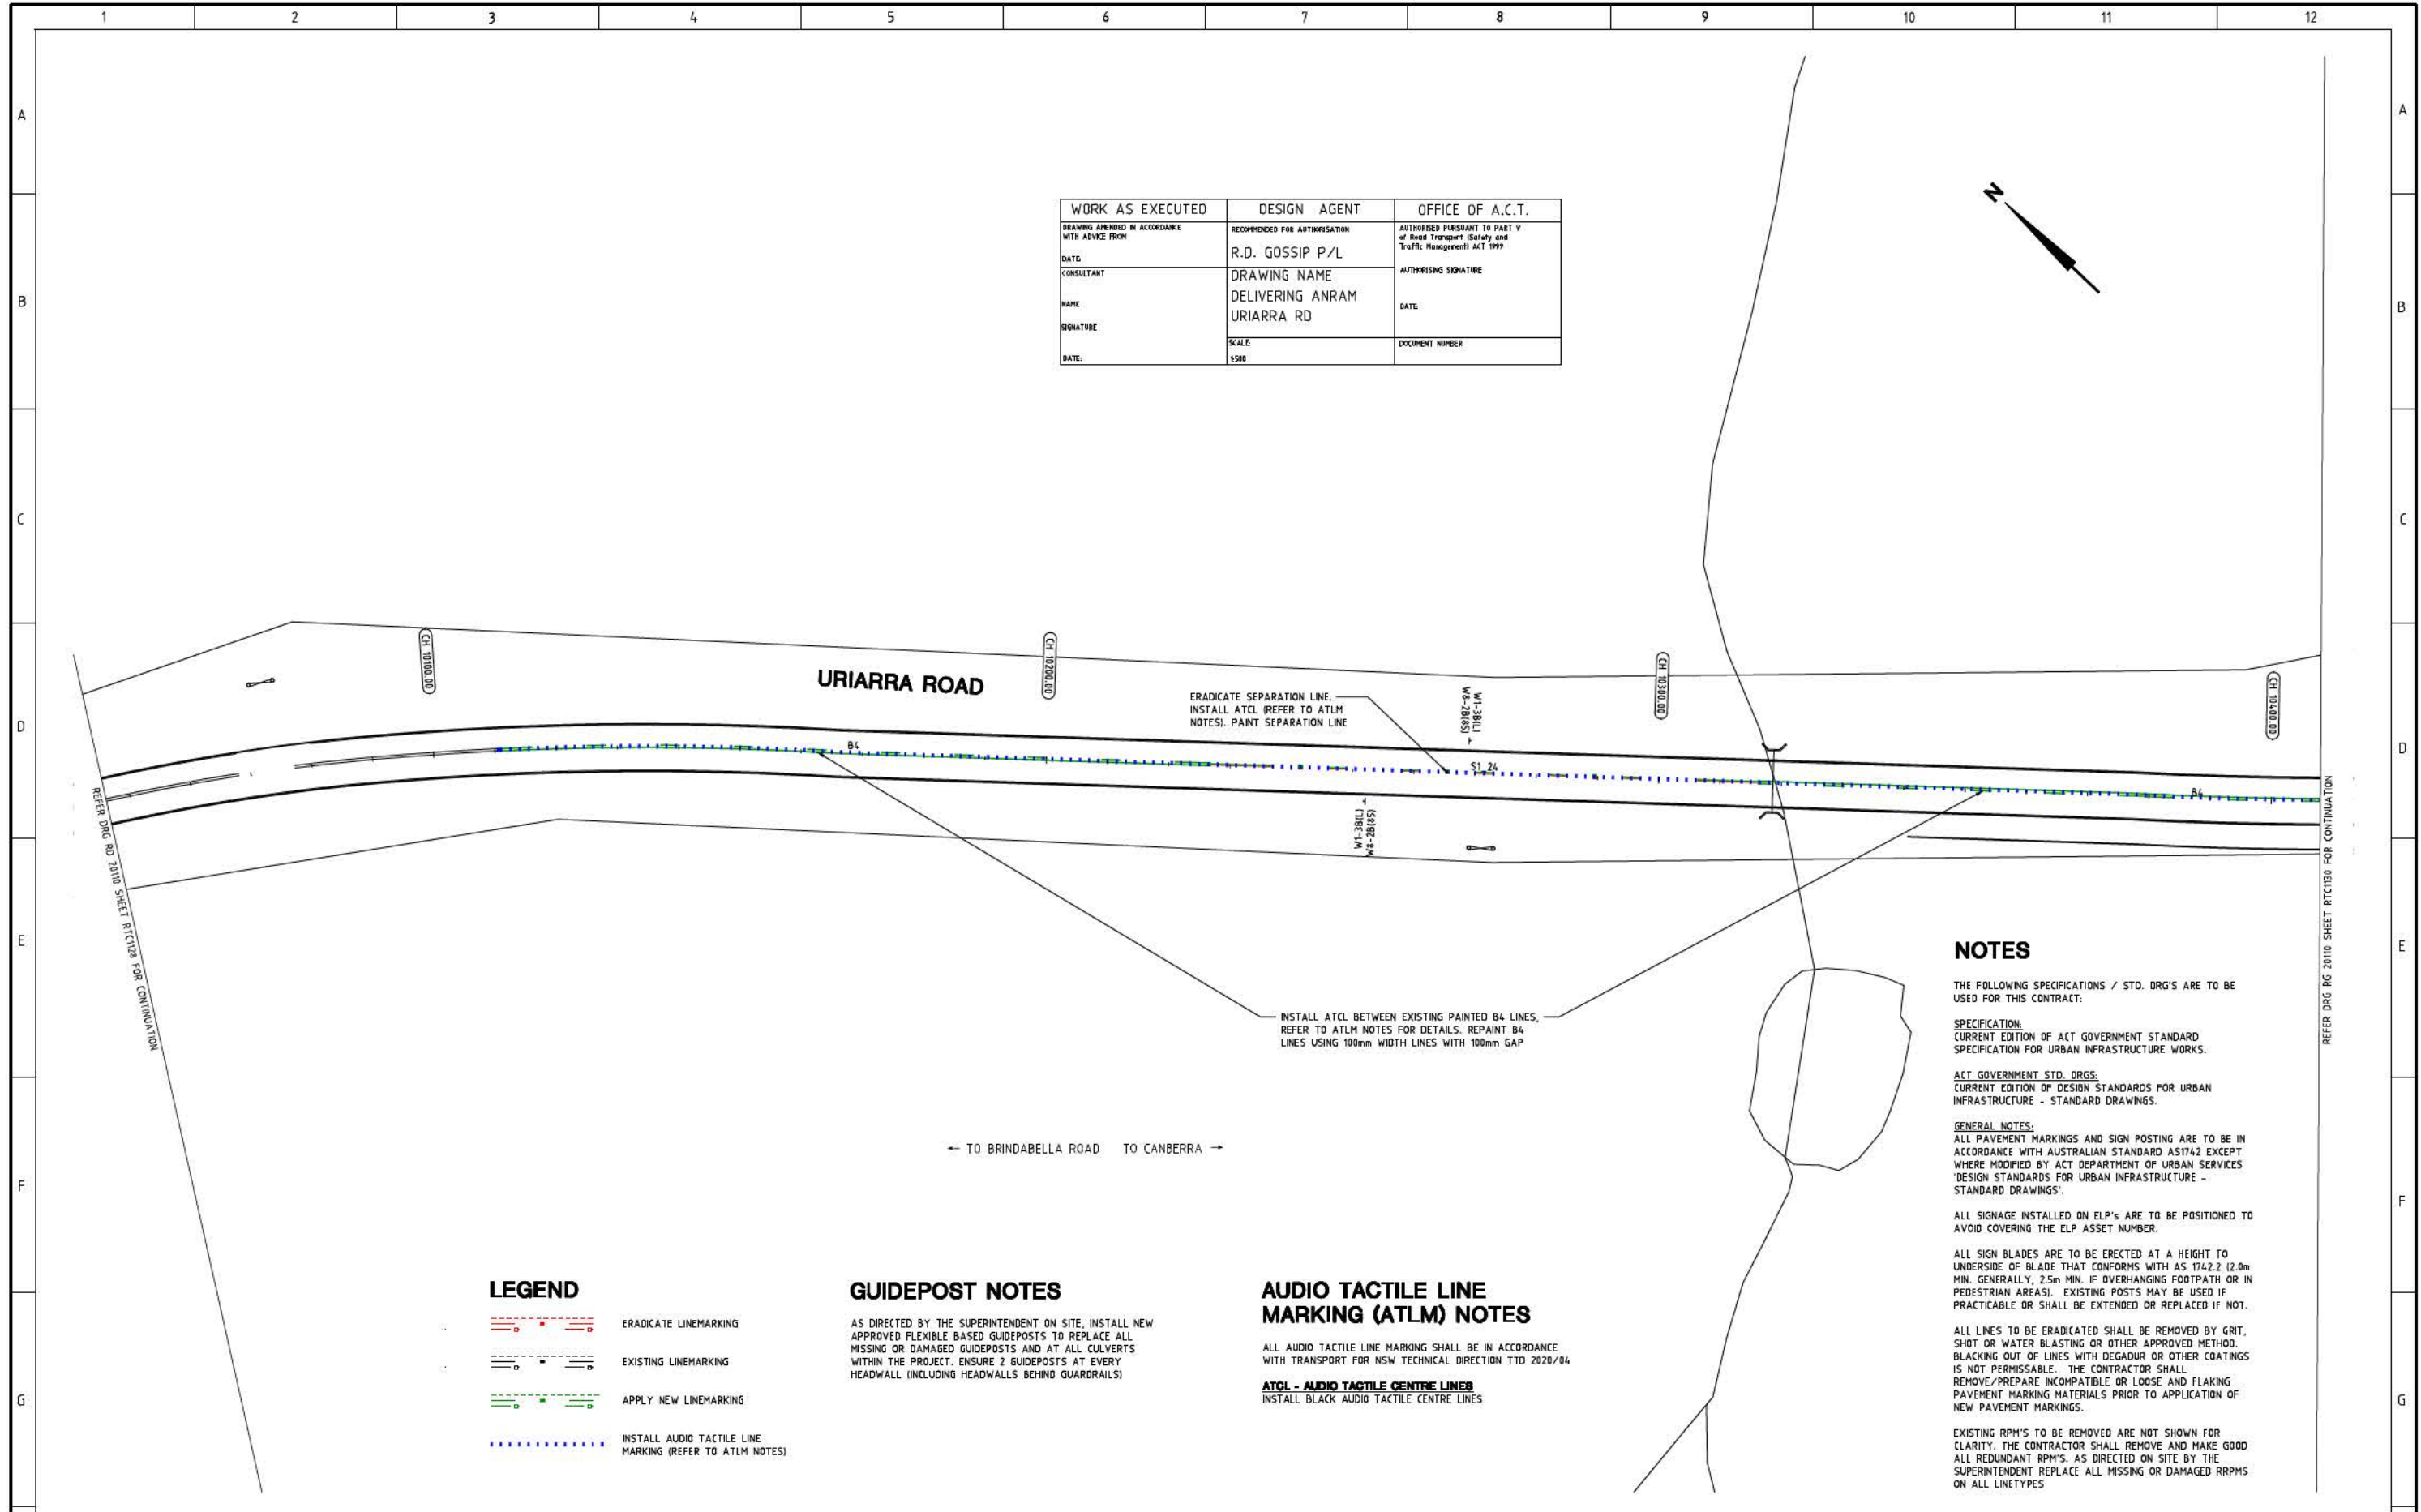 1 2 3 4 5 6 7 8 9 10 11 12
A A
B B
C C
D D
E E
F F
G G
WORK AS EXECUTED
DRAWING AMENDED IN ACCORDANCE
WITH ADVICE FROM
DATE:
CONSULTANT
NAME
SIGNATURE
DATE:
DESIGN AGENT
RECOMMENDED FOR AUTHORISATION
R.D. GOSSIP P/L
DRAWING NAME
DELIVERING ANRAM
URIARRA RD
SCALE:
OFFICE OF A.C.T.
AUTHORISED PURSUANT TO PART V
of Road Transport (Safety and
Traffic Management) ACT 1999
AUTHORISING SIGNATURE
DATE:
DOCUMENT NUMBER
N
CH 10100.00
CH 10200.00
CH 10300.00
CH 10400.00
URIARRA ROAD
ERADICATE SEPARATION LINE.
INSTALL ATCL (REFER TO ATLM
NOTES). PAINT SEPARATION LINE
W1-3B(L)
W8-2B(85)
B4
S1_24
B4
W1-3B(L)
W8-2B(85)
REFER DRG RD 20110 SHEET RTC1128 FOR CONTINUATION
REFER DRG RG 20110 SHEET RTC1130 FOR CONTINUATION
INSTALL ATCL BETWEEN EXISTING PAINTED B4 LINES,
REFER TO ATLM NOTES FOR DETAILS. REPAINT B4
LINES USING 100mm WIDTH LINES WITH 100mm GAP
← TO BRINDABELLA ROAD TO CANBERRA →
LEGEND
ERADICATE LINEMARKING
EXISTING LINEMARKING
APPLY NEW LINEMARKING
INSTALL AUDIO TACTILE LINE
MARKING (REFER TO ATLM NOTES)
GUIDEPOST NOTES
AS DIRECTED BY THE SUPERINTENDENT ON SITE, INSTALL NEW
APPROVED FLEXIBLE BASED GUIDEPOSTS TO REPLACE ALL
MISSING OR DAMAGED GUIDEPOSTS AND AT ALL CULVERTS
WITHIN THE PROJECT. ENSURE 2 GUIDEPOSTS AT EVERY
HEADWALL (INCLUDING HEADWALLS BEHIND GUARDRAILS)
AUDIO TACTILE LINE
MARKING (ATLM) NOTES
ALL AUDIO TACTILE LINE MARKING SHALL BE IN ACCORDANCE
WITH TRANSPORT FOR NSW TECHNICAL DIRECTION TTD 2020/04
ATCL - AUDIO TACTILE CENTRE LINES
INSTALL BLACK AUDIO TACTILE CENTRE LINES
NOTES
THE FOLLOWING SPECIFICATIONS / STD. DRG'S ARE TO BE
USED FOR THIS CONTRACT:
SPECIFICATION:
CURRENT EDITION OF ACT GOVERNMENT STANDARD
SPECIFICATION FOR URBAN INFRASTRUCTURE WORKS.
ACT GOVERNMENT STD. DRGS:
CURRENT EDITION OF DESIGN STANDARDS FOR URBAN
INFRASTRUCTURE - STANDARD DRAWINGS.
GENERAL NOTES:
ALL PAVEMENT MARKINGS AND SIGN POSTING ARE TO BE IN
ACCORDANCE WITH AUSTRALIAN STANDARD AS1742 EXCEPT
WHERE MODIFIED BY ACT DEPARTMENT OF URBAN SERVICES
'DESIGN STANDARDS FOR URBAN INFRASTRUCTURE -
STANDARD DRAWINGS'.
ALL SIGNAGE INSTALLED ON ELP's ARE TO BE POSITIONED TO
AVOID COVERING THE ELP ASSET NUMBER.
ALL SIGN BLADES ARE TO BE ERECTED AT A HEIGHT TO
UNDERSIDE OF BLADE THAT CONFORMS WITH AS 1742.2 (2.0m
MIN. GENERALLY, 2.5m MIN. IF OVERHANGING FOOTPATH OR IN
PEDESTRIAN AREAS). EXISTING POSTS MAY BE USED IF
PRACTICABLE OR SHALL BE EXTENDED OR REPLACED IF NOT.
ALL LINES TO BE ERADICATED SHALL BE REMOVED BY GRIT,
SHOT OR WATER BLASTING OR OTHER APPROVED METHOD.
BLACKING OUT OF LINES WITH DEGADUR OR OTHER COATINGS
IS NOT PERMISSABLE. THE CONTRACTOR SHALL
REMOVE/PREPARE INCOMPATIBLE OR LOOSE AND FLAKING
PAVEMENT MARKING MATERIALS PRIOR TO APPLICATION OF
NEW PAVEMENT MARKINGS.
EXISTING RPM'S TO BE REMOVED ARE NOT SHOWN FOR
CLARITY. THE CONTRACTOR SHALL REMOVE AND MAKE GOOD
ALL REDUNDANT RPM'S. AS DIRECTED ON SITE BY THE
SUPERINTENDENT REPLACE ALL MISSING OR DAMAGED RRPMS
ON ALL LINETYPES